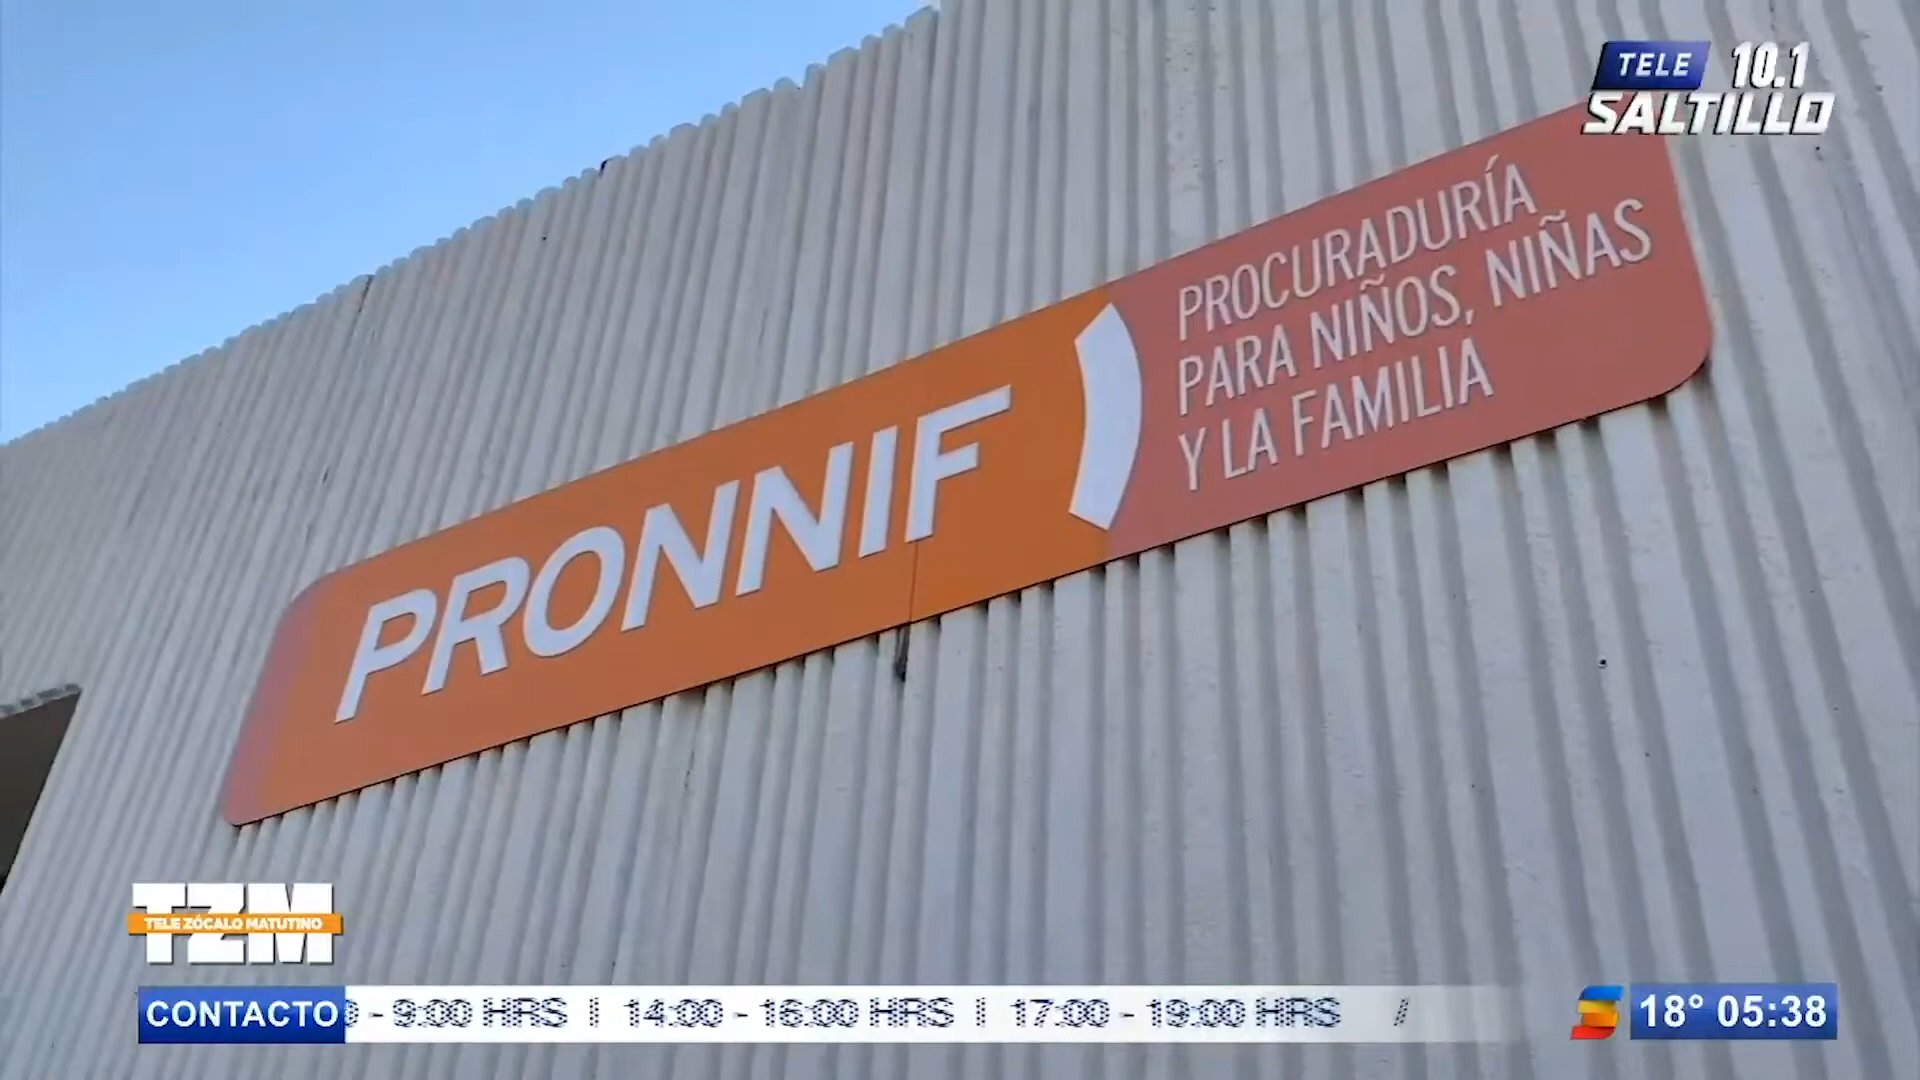 TELE 10.1
SALTILLO
PRONNIF
PROCURADURÍA
PARA NIÑOS, NIÑAS
Y LA FAMILIA
TZM
TELE ZÓCALO MATUTINO
CONTACTO
- 9:00 HRS | 14:00 - 16:00 HRS | 17:00 - 19:00 HRS /
18° 05:38